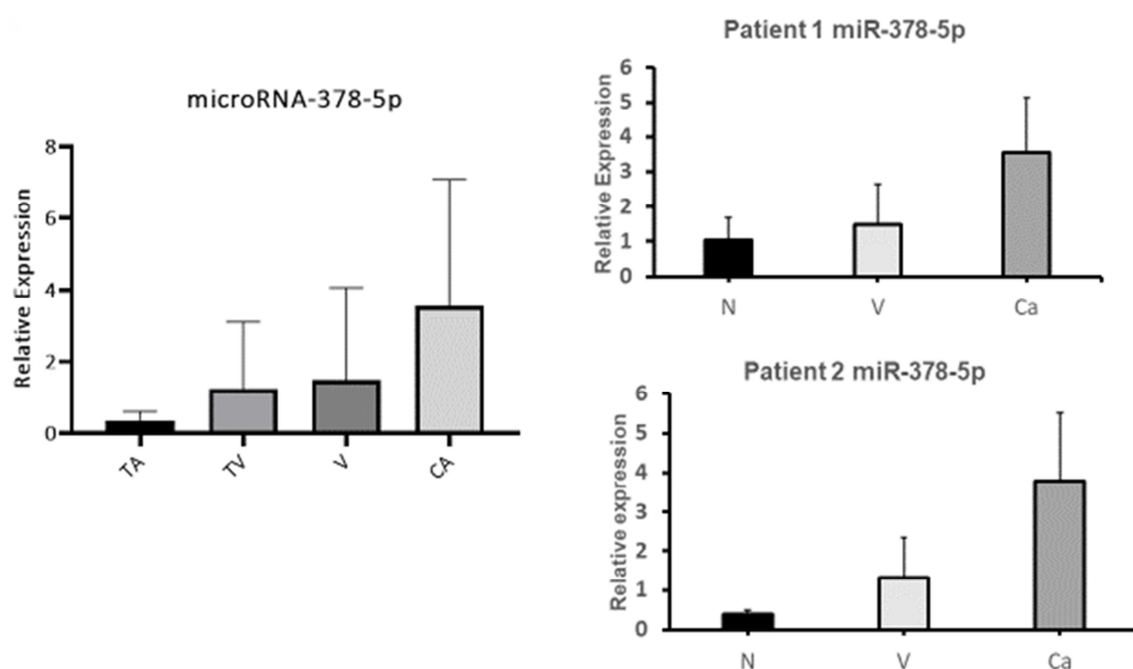 microRNA-378-5p
Relative Expression
8
6
4
2
0
TA
TV
V
CA
Patient 1 miR-378-5p
Relative Expression
6
5
4
3
2
1
0
N
V
Ca
Patient 2 miR-378-5p
Relative expression
6
5
4
3
2
1
0
N
V
Ca